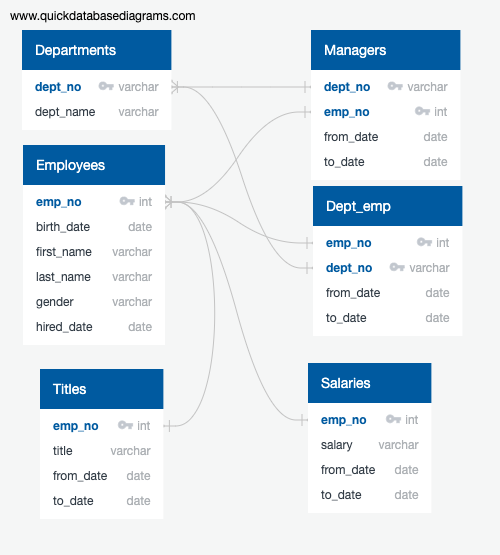 www.quickdatabasediagrams.com
Departments
dept_no varchar
dept_name varchar
Managers
dept_no varchar
emp_no int
from_date date
to_date date
Employees
emp_no int
birth_date date
first_name varchar
last_name varchar
gender varchar
hired_date date
Dept_emp
emp_no int
dept_no varchar
from_date date
to_date date
Titles
emp_no int
title varchar
from_date date
to_date date
Salaries
emp_no int
salary varchar
from_date date
to_date date